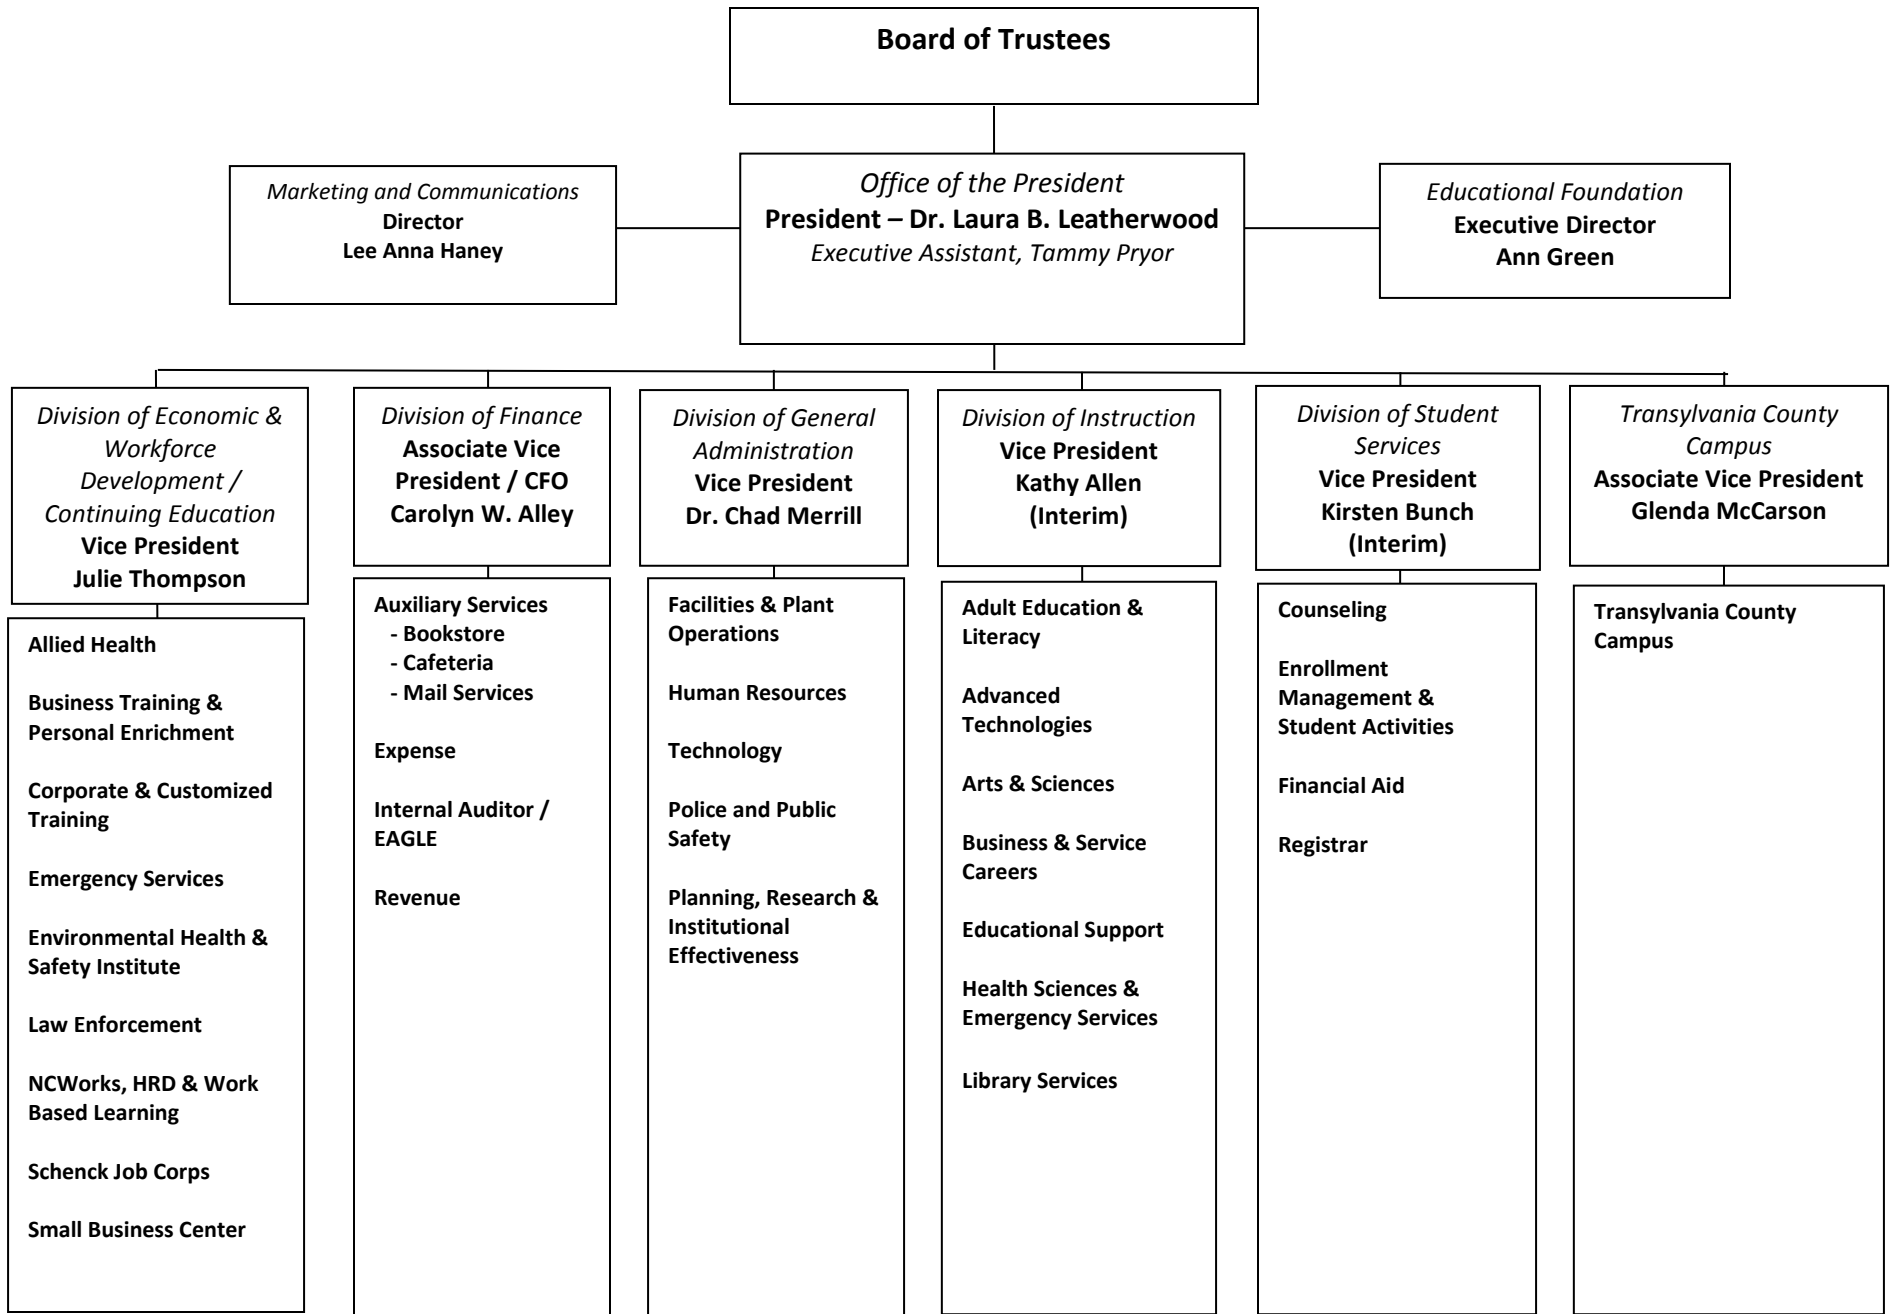 Board of Trustees
Marketing and Communications
Director
Lee Anna Haney
Office of the President
President – Dr. Laura B. Leatherwood
Executive Assistant, Tammy Pryor
Educational Foundation
Executive Director
Ann Green
Division of Economic &
Workforce
Development /
Continuing Education
Vice President
Julie Thompson
Allied Health
Business Training &
Personal Enrichment
Corporate & Customized
Training
Emergency Services
Environmental Health &
Safety Institute
Law Enforcement
NCWorks, HRD & Work
Based Learning
Schenck Job Corps
Small Business Center
Division of Finance
Associate Vice
President / CFO
Carolyn W. Alley
Auxiliary Services
- Bookstore
- Cafeteria
- Mail Services
Expense
Internal Auditor /
EAGLE
Revenue
Division of General
Administration
Vice President
Dr. Chad Merrill
Facilities & Plant
Operations
Human Resources
Technology
Police and Public
Safety
Planning, Research &
Institutional
Effectiveness
Division of Instruction
Vice President
Kathy Allen
(Interim)
Adult Education &
Literacy
Advanced
Technologies
Arts & Sciences
Business & Service
Careers
Educational Support
Health Sciences &
Emergency Services
Library Services
Division of Student
Services
Vice President
Kirsten Bunch
(Interim)
Counseling
Enrollment
Management &
Student Activities
Financial Aid
Registrar
Transylvania County
Campus
Associate Vice President
Glenda McCarson
Transylvania County
Campus